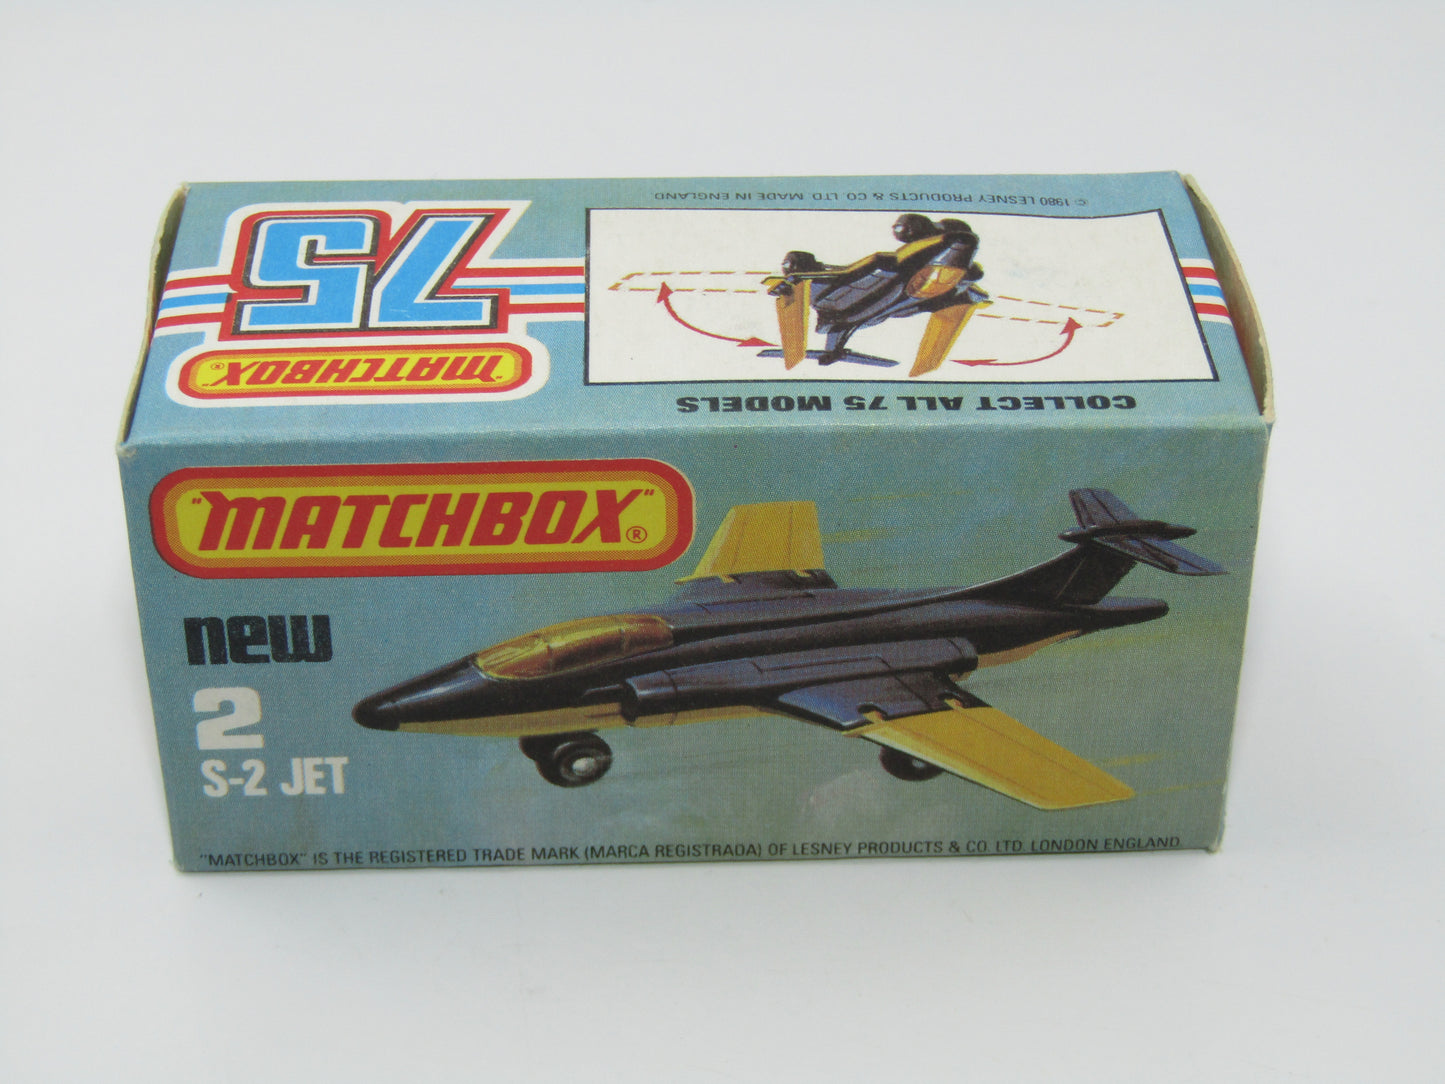 © 1980 LESNEY PRODUCTS & CO. LTD. MADE IN ENGLAND
75
"MATCHBOX"®
COLLECT ALL 75 MODELS
"MATCHBOX"®
new
2
S-2 JET
"MATCHBOX" IS THE REGISTERED TRADE MARK (MARCA REGISTRADA) OF LESNEY PRODUCTS & CO. LTD. LONDON ENGLAND